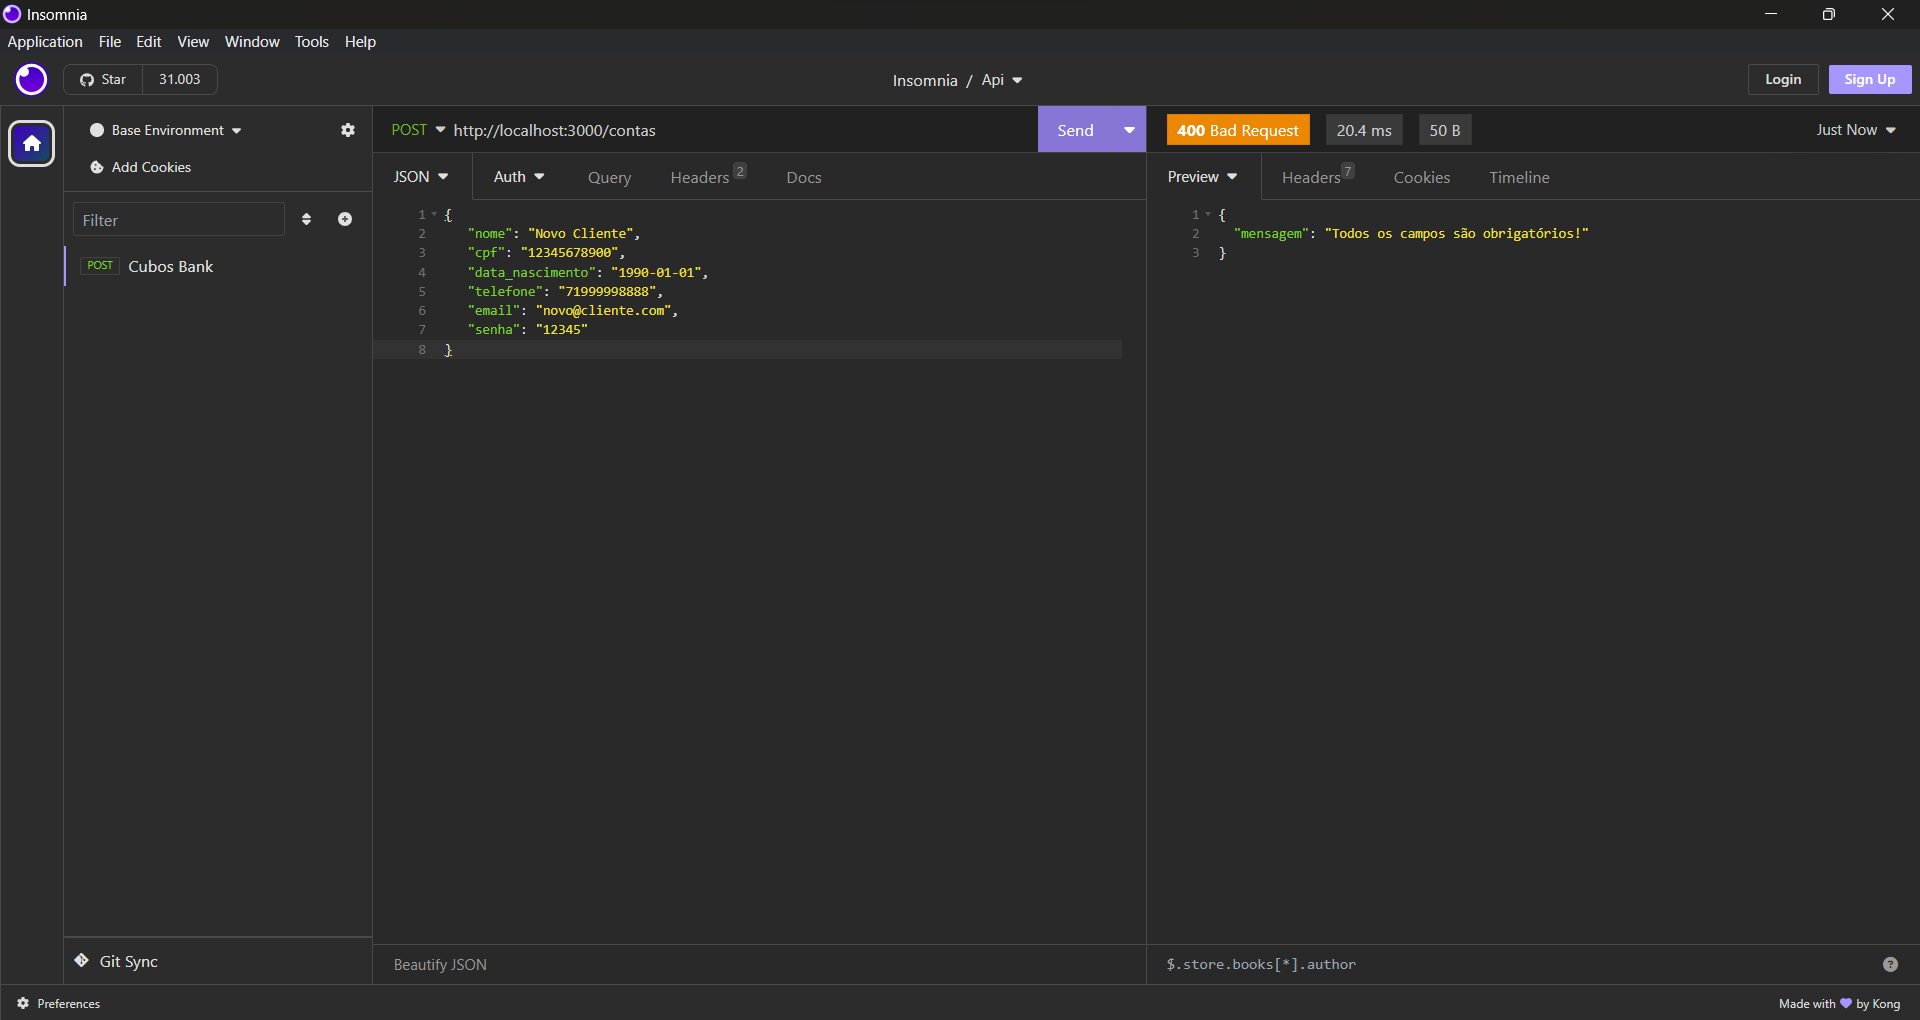 Insomnia
Application File Edit View Window Tools Help
Star 31.003
Insomnia / Api
Login Sign Up
Base Environment
Add Cookies
Filter
POST Cubos Bank
Git Sync
Preferences
POST http://localhost:3000/contas
Send
JSON Auth Query Headers 2 Docs
1 {
2 "nome": "Novo Cliente",
3 "cpf": "12345678900",
4 "data_nascimento": "1990-01-01",
5 "telefone": "71999998888",
6 "email": "novo@cliente.com",
7 "senha": "12345"
8 }
Beautify JSON
400 Bad Request 20.4 ms 50 B Just Now
Preview Headers 7 Cookies Timeline
1 {
2 "mensagem": "Todos os campos são obrigatórios!"
3 }
$.store.books[*].author
?
Made with by Kong